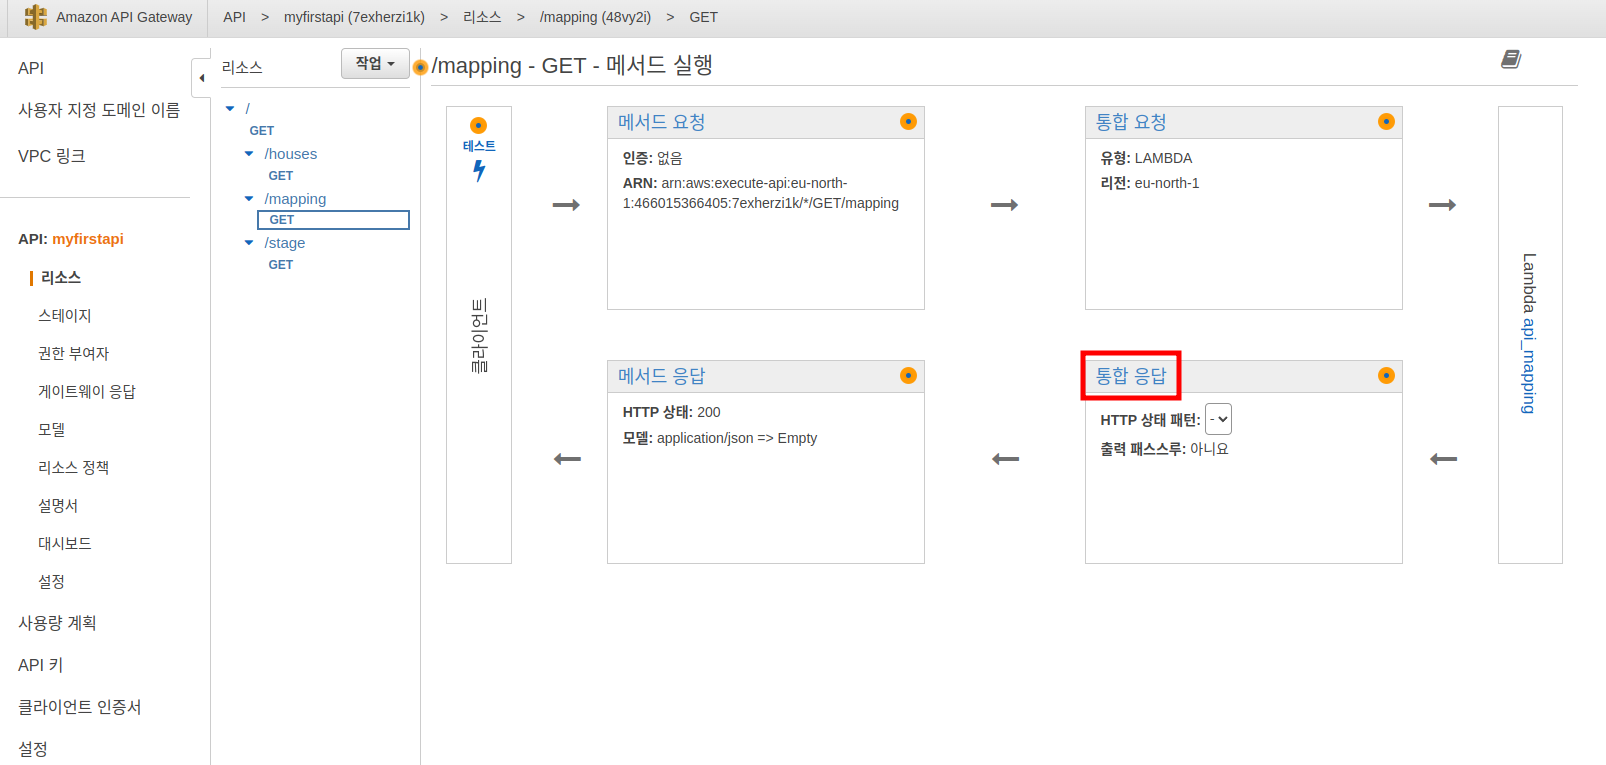 Amazon API Gateway
API > myfirstapi (7exherzi1k) > 리소스 > /mapping (48vy2i) > GET
API
사용자 지정 도메인 이름
VPC 링크
API: myfirstapi
리소스
스테이지
권한 부여자
게이트웨이 응답
모델
리소스 정책
설명서
대시보드
설정
사용량 계획
API 키
클라이언트 인증서
설정
리소스
작업
/
GET
/houses
GET
/mapping
GET
/stage
GET
/mapping - GET - 메서드 실행
테스트
클라이언트
메서드 요청
인증: 없음
ARN: arn:aws:execute-api:eu-north-
1:466015366405:7exherzi1k/*/GET/mapping
통합 요청
유형: LAMBDA
리전: eu-north-1
Lambda api_mapping
메서드 응답
HTTP 상태: 200
모델: application/json => Empty
통합 응답
HTTP 상태 패턴: -
출력 패스스루: 아니요